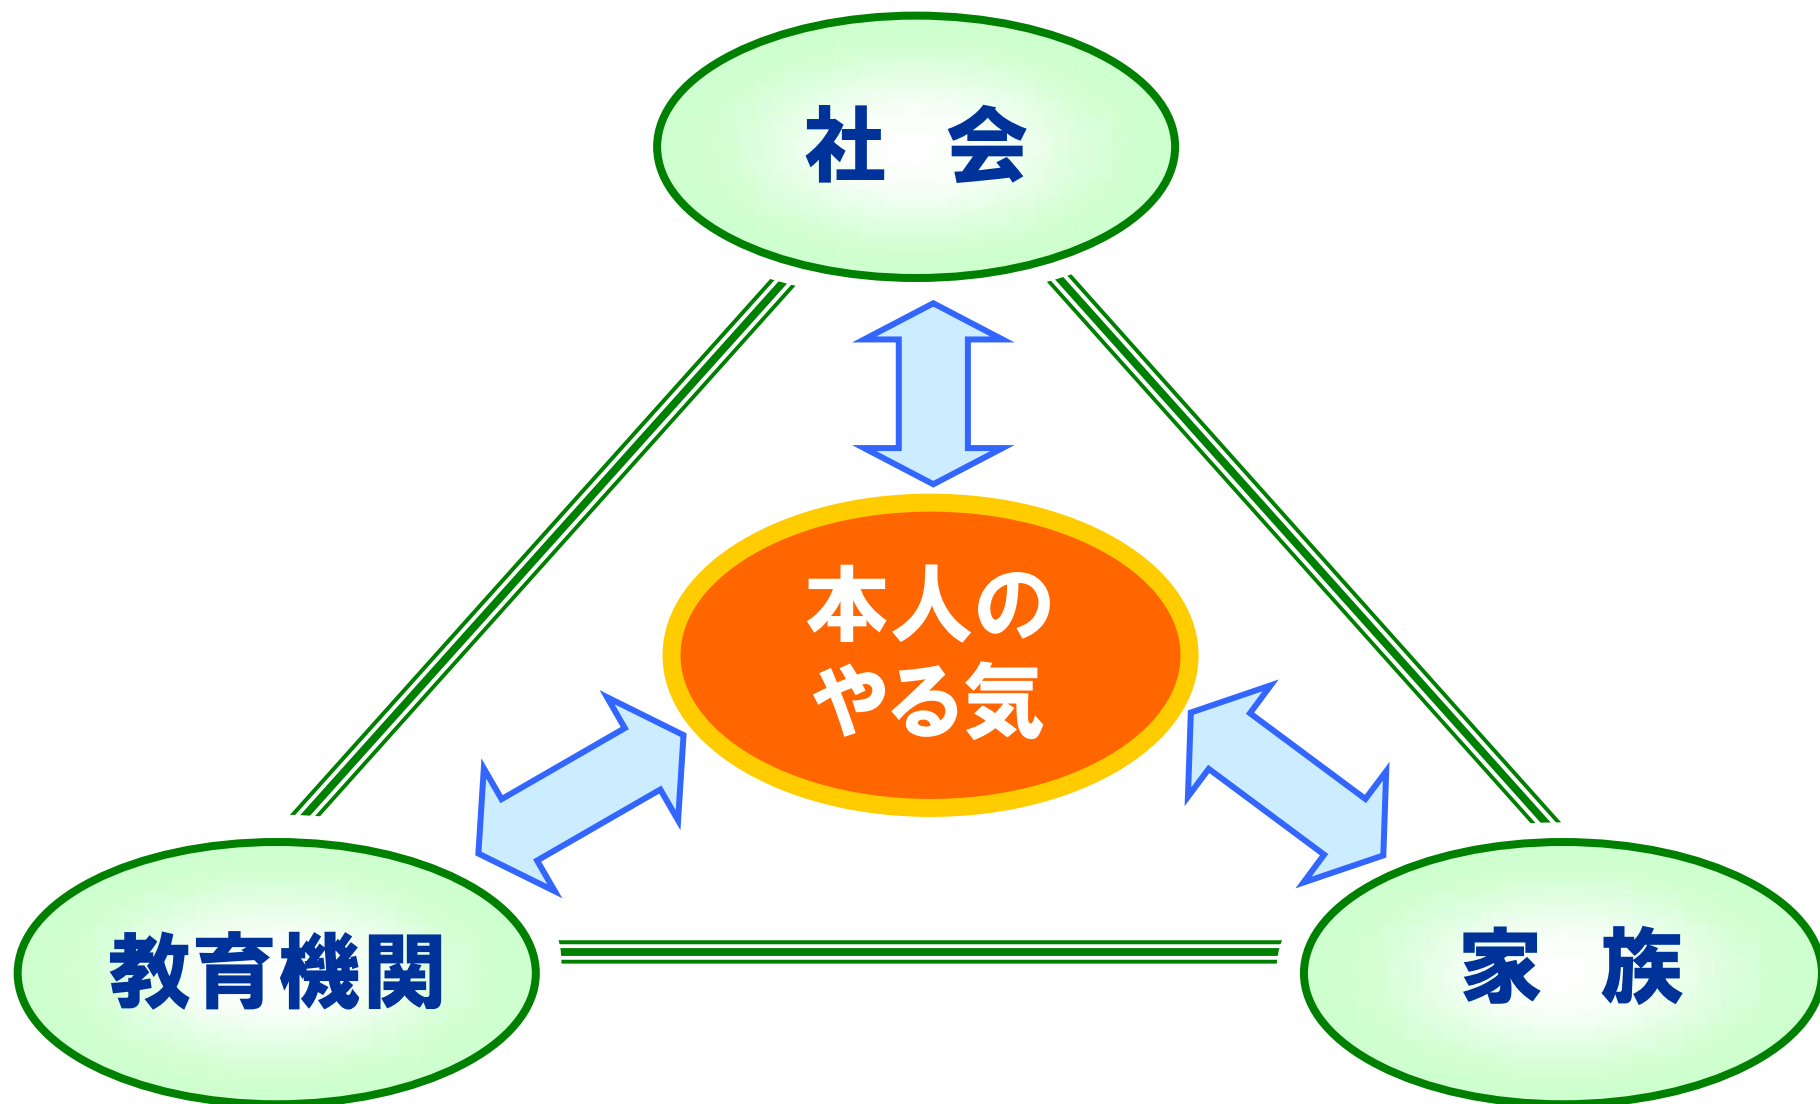 社 会
本人の
やる気
教育機関
家 族